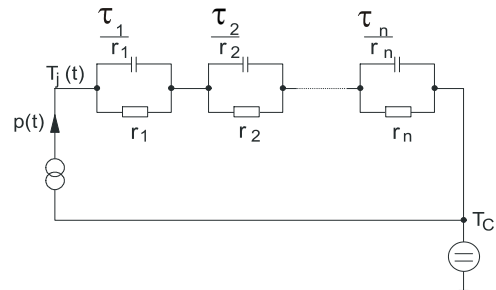 τ1/r1 τ2/r2 τn/rn
Tj(t)
p(t)
r1 r2 rn
TC